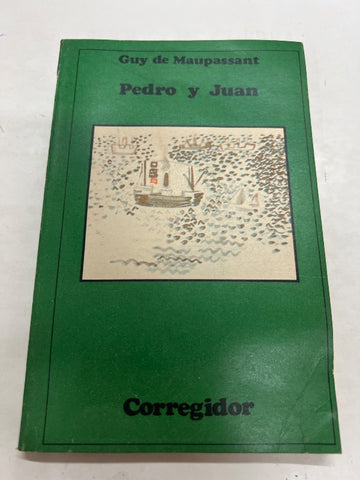 Guy de Maupassant
Pedro y Juan
Corregidor